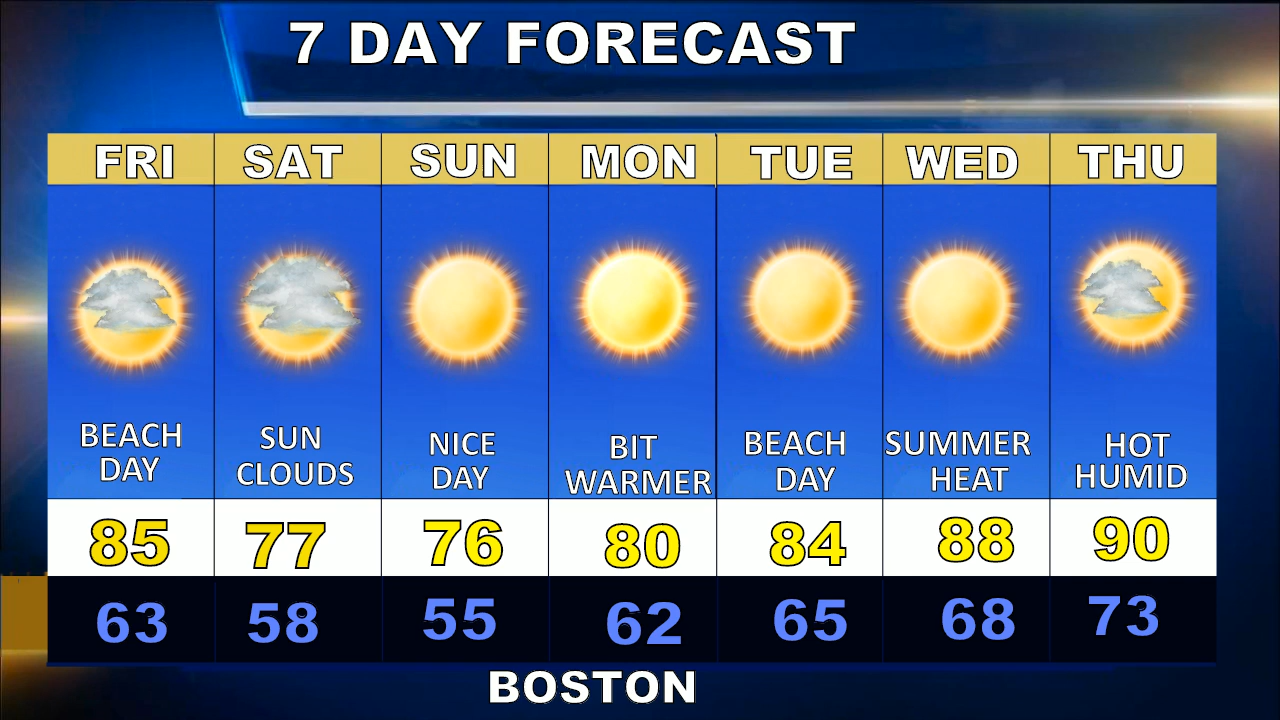 7 DAY FORECAST
FRI SAT SUN MON TUE WED THU
BEACH DAY
SUN CLOUDS
NICE DAY
BIT WARMER
BEACH DAY
SUMMER HEAT
HOT HUMID
85 77 76 80 84 88 90
63 58 55 62 65 68 73
BOSTON